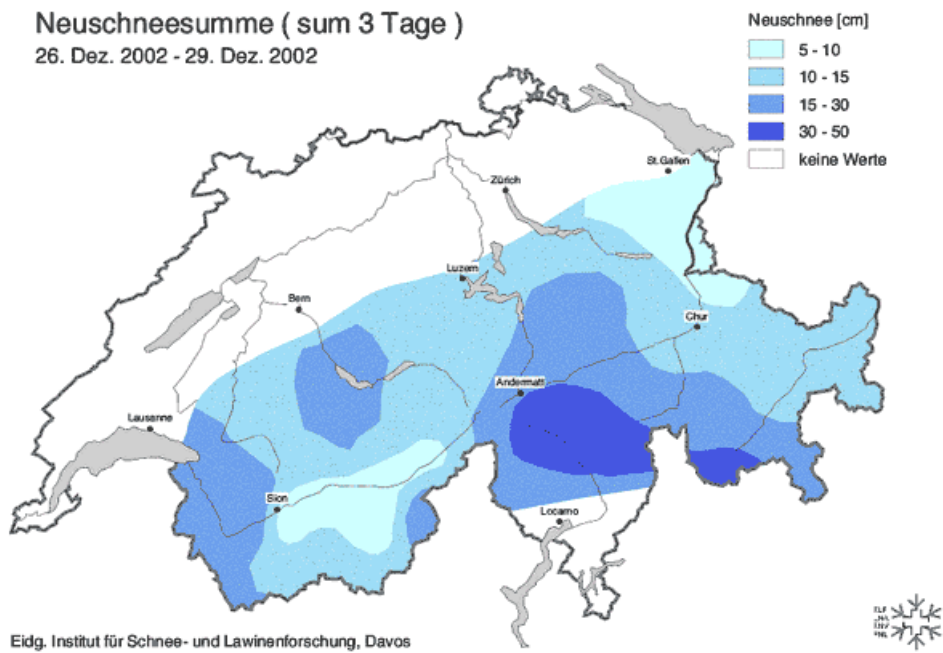 Neuschneesumme ( sum 3 Tage )
26. Dez. 2002 - 29. Dez. 2002
Neuschnee [cm]
5 - 10
10 - 15
15 - 30
30 - 50
keine Werte
St.Gallen
Zürich
Luzern
Bern
Chur
Andermatt
Lausanne
Sion
Locarno
Eidg. Institut für Schnee- und Lawinenforschung, Davos